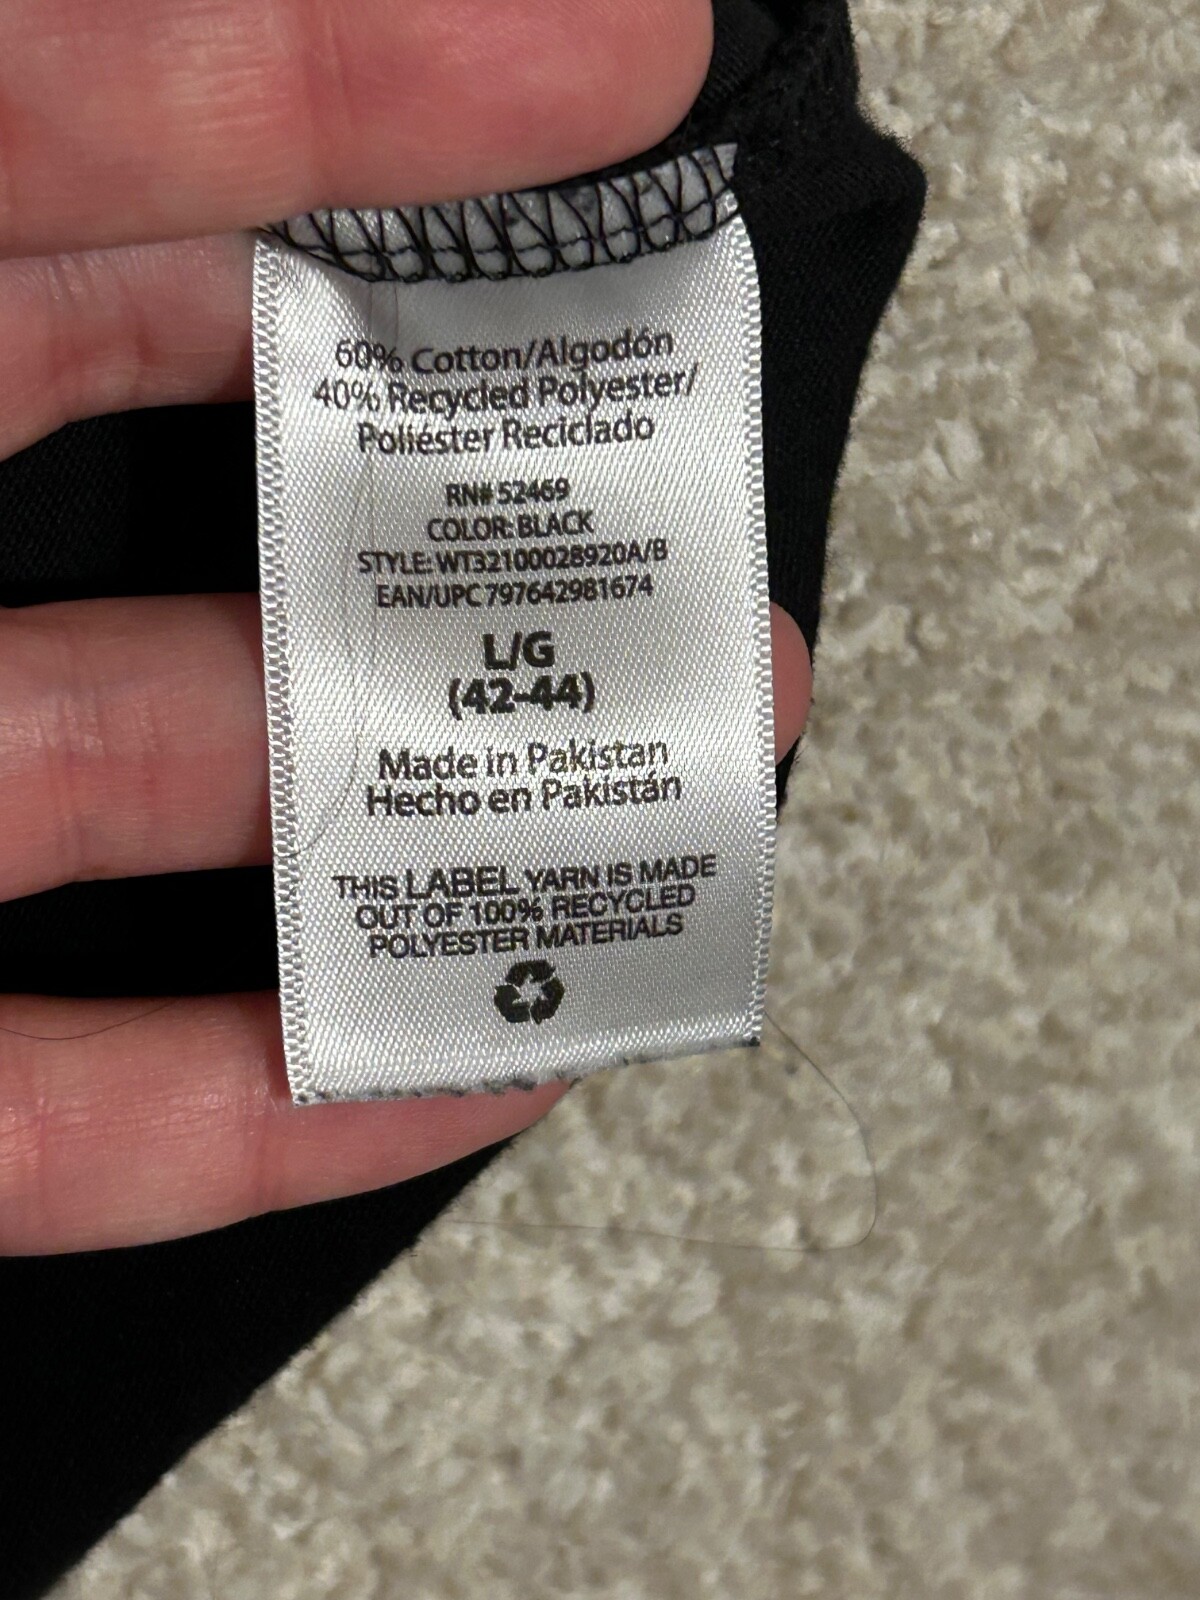 60% Cotton/Algodón
40% Recycled Polyester/
Poliéster Reciclado
RN# 52469
COLOR: BLACK
STYLE: WT32100028920A/B
EAN/UPC 797642981674
L/G
(42-44)
Made in Pakistan
Hecho en Pakistán
THIS LABEL YARN IS MADE
OUT OF 100% RECYCLED
POLYESTER MATERIALS